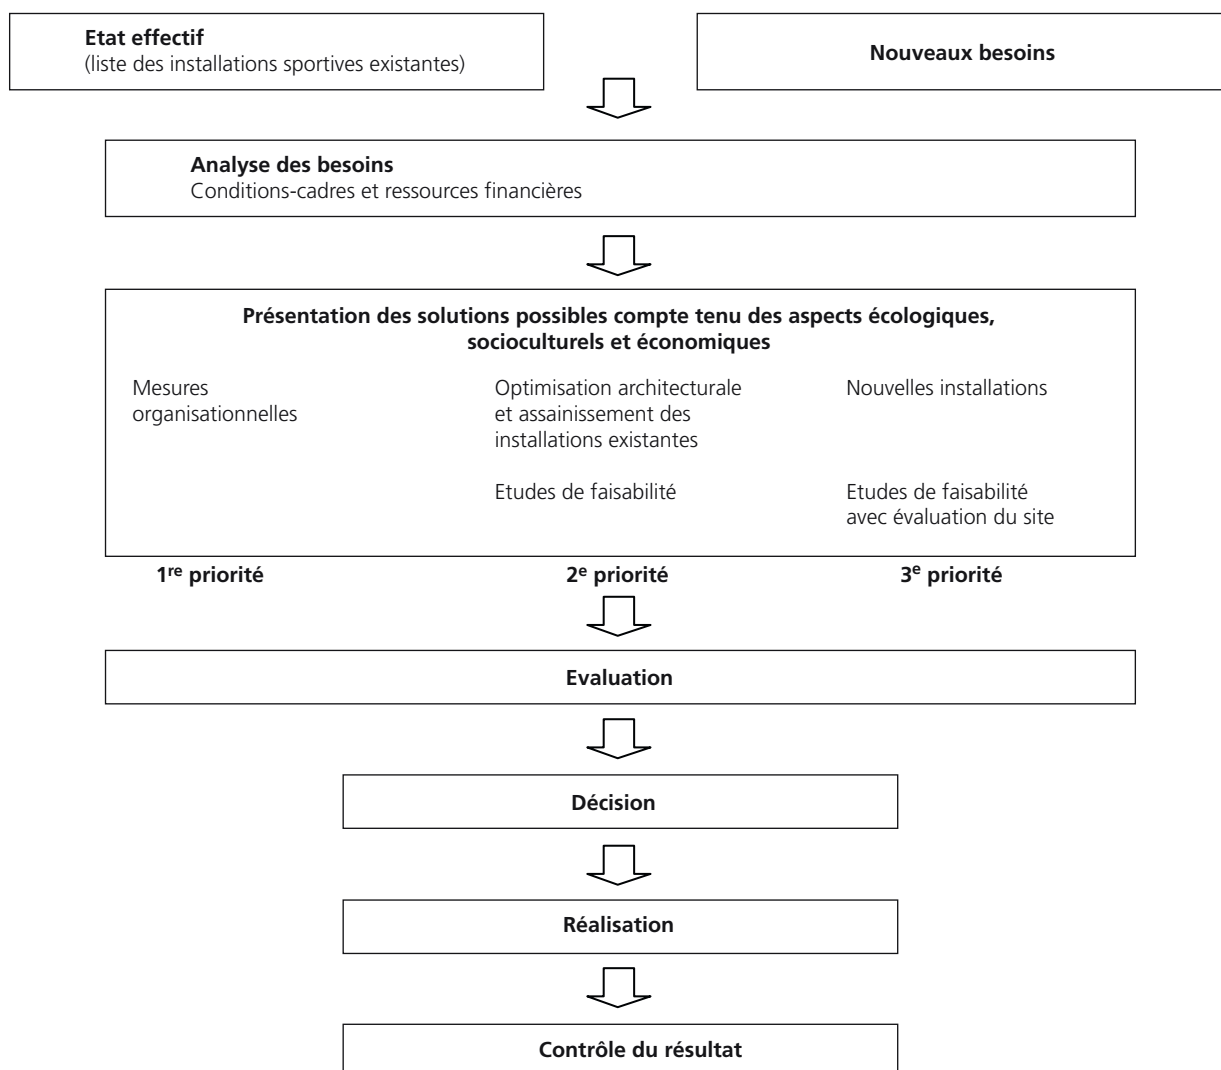 Etat effectif
(liste des installations sportives existantes)
Nouveaux besoins
Analyse des besoins
Conditions-cadres et ressources financières
Présentation des solutions possibles compte tenu des aspects écologiques,
socioculturels et économiques
Mesures
organisationnelles
Optimisation architecturale
et assainissement des
installations existantes
Nouvelles installations
Etudes de faisabilité
Etudes de faisabilité
avec évaluation du site
1re priorité
2e priorité
3e priorité
Evaluation
Décision
Réalisation
Contrôle du résultat